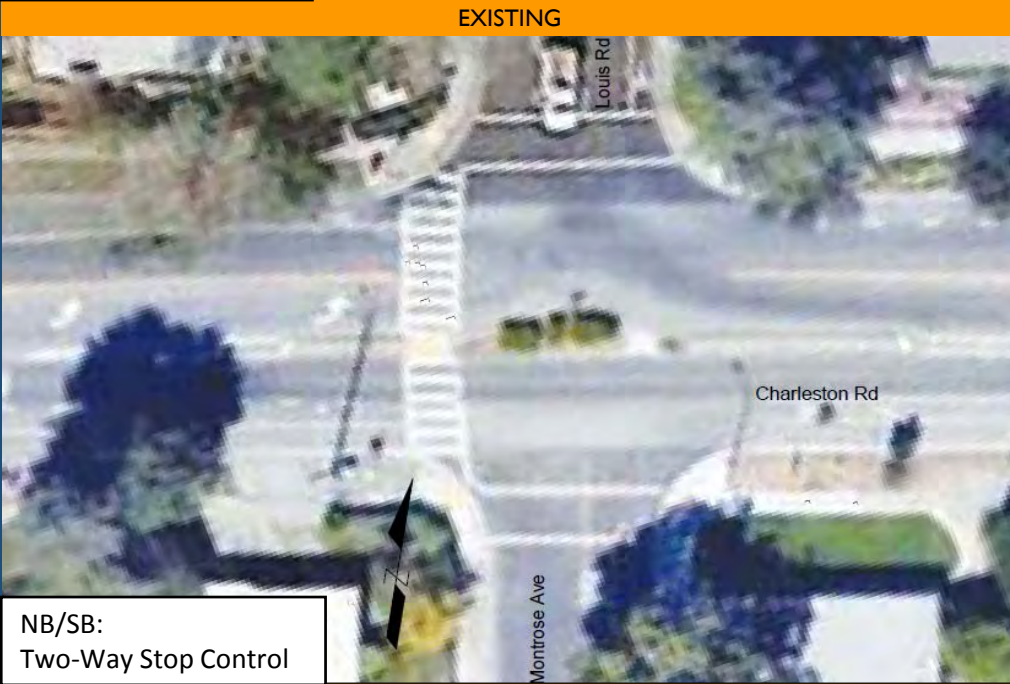 EXISTING
Louis Rd
Charleston Rd
Montrose Ave
N
NB/SB:
Two-Way Stop Control